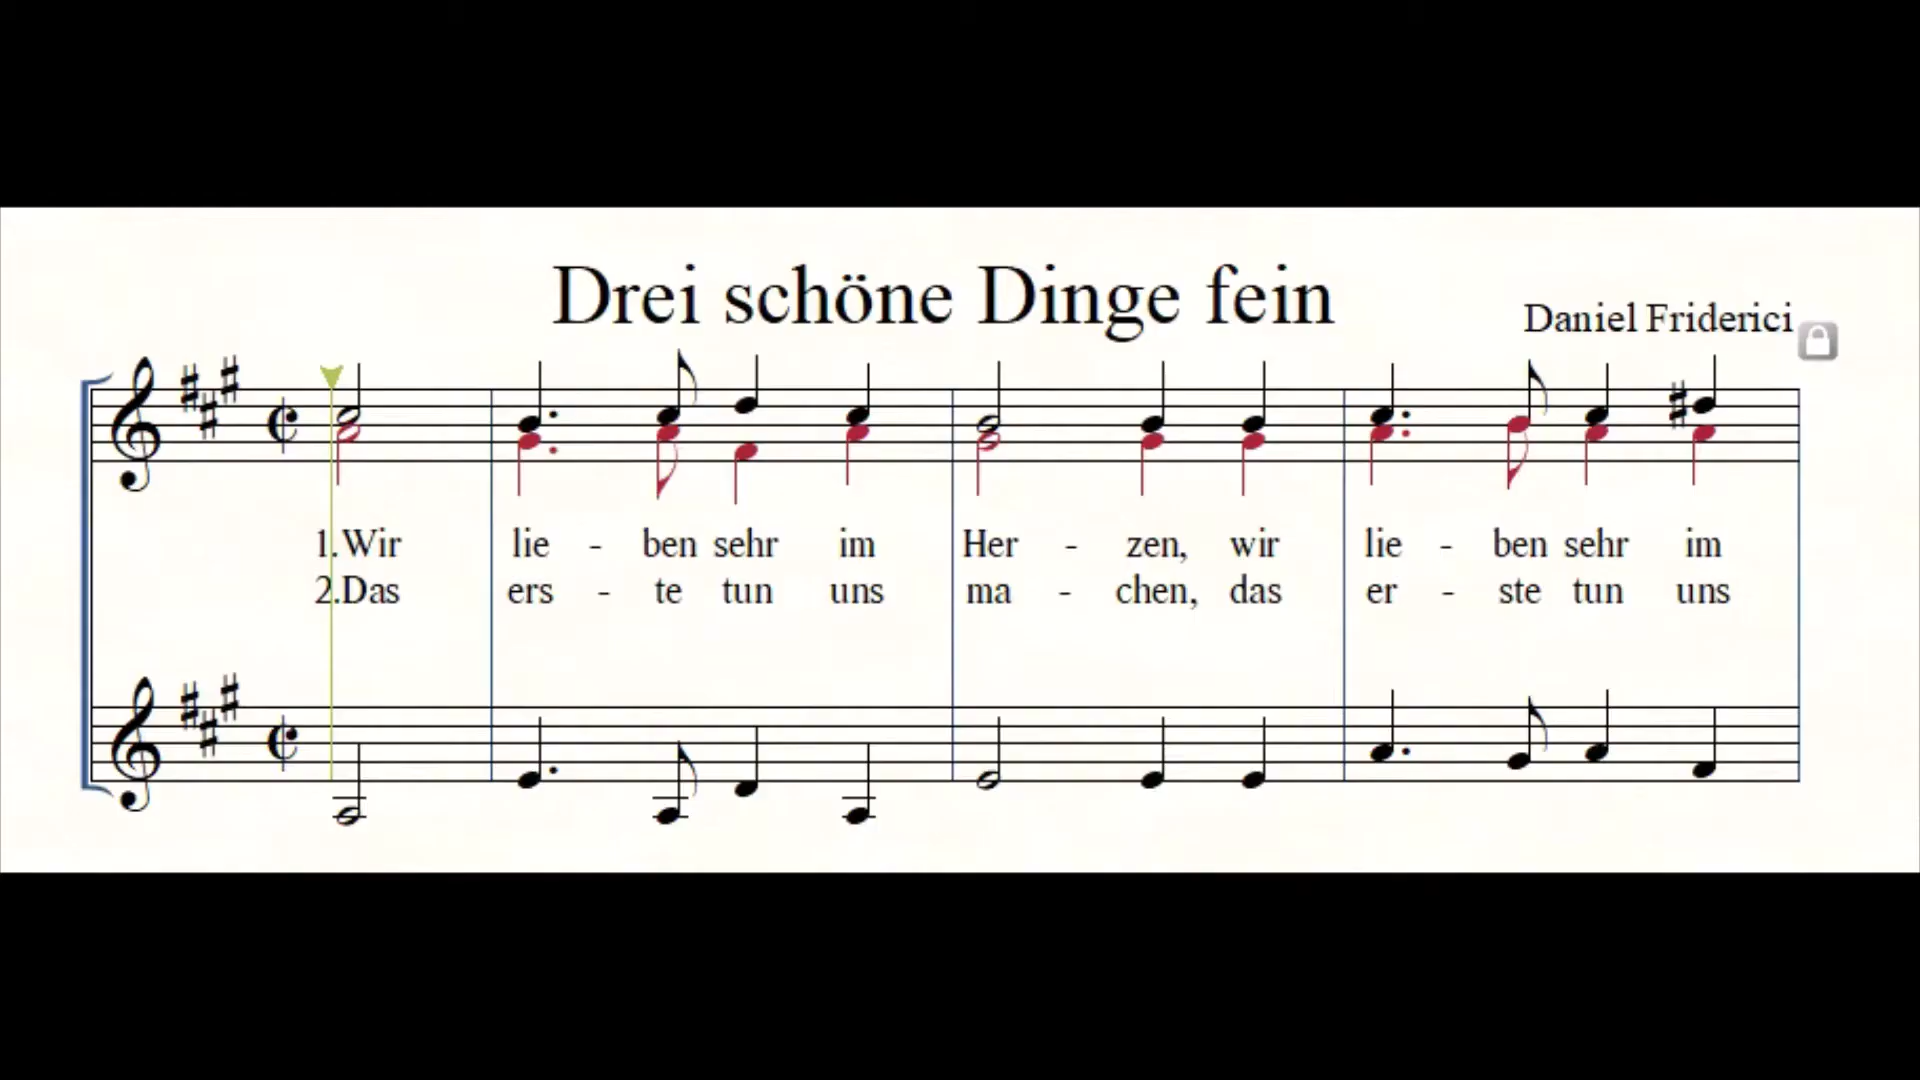 Drei schöne Dinge fein
Daniel Friderici
1.Wir lie - ben sehr im Her - zen, wir lie - ben sehr im
2.Das ers - te tun uns ma - chen, das er - ste tun uns